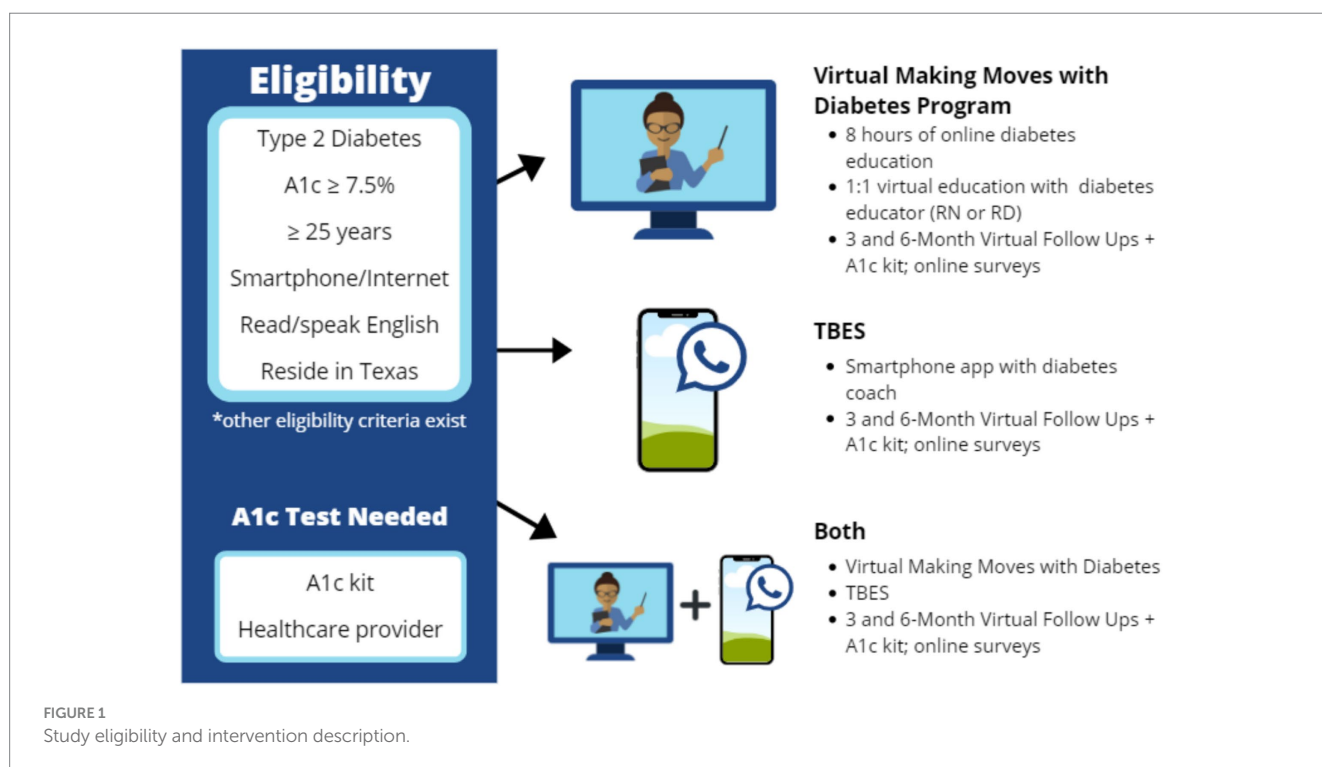 Eligibility
Type 2 Diabetes
A1c ≥ 7.5%
≥ 25 years
Smartphone/Internet
Read/speak English
Reside in Texas
*other eligibility criteria exist
A1c Test Needed
A1c kit
Healthcare provider
Virtual Making Moves with
Diabetes Program
• 8 hours of online diabetes
education
• 1:1 virtual education with diabetes
educator (RN or RD)
• 3 and 6-Month Virtual Follow Ups +
A1c kit; online surveys
TBES
• Smartphone app with diabetes
coach
• 3 and 6-Month Virtual Follow Ups +
A1c kit; online surveys
+
Both
• Virtual Making Moves with Diabetes
• TBES
• 3 and 6-Month Virtual Follow Ups +
A1c kit; online surveys
FIGURE 1
Study eligibility and intervention description.